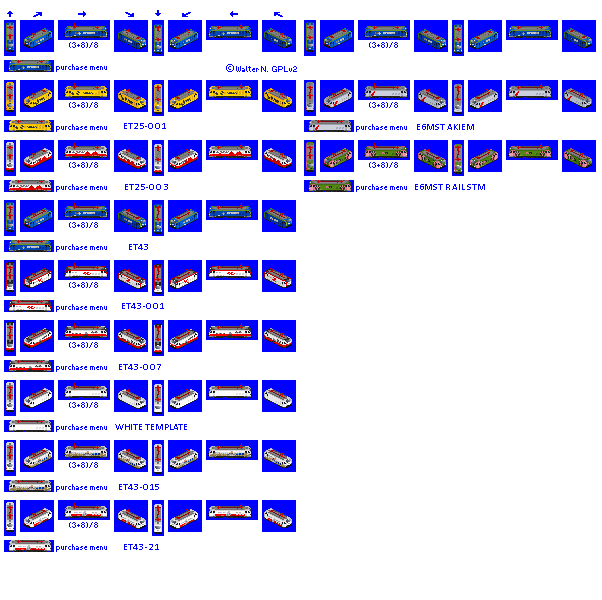 (3+8)/8 (3+8)/8
purchase menu ©Walter N. GPLv2
(3+8)/8 (3+8)/8
purchase menu ET25-001 purchase menu E6MST AKIEM
(3+8)/8 (3+8)/8
purchase menu ET25-003 purchase menu E6MST RAILSTM
(3+8)/8
purchase menu ET43
(3+8)/8
purchase menu ET43-001
(3+8)/8
purchase menu ET43-007
(3+8)/8
purchase menu WHITE TEMPLATE
(3+8)/8
purchase menu ET43-015
(3+8)/8
purchase menu ET43-21